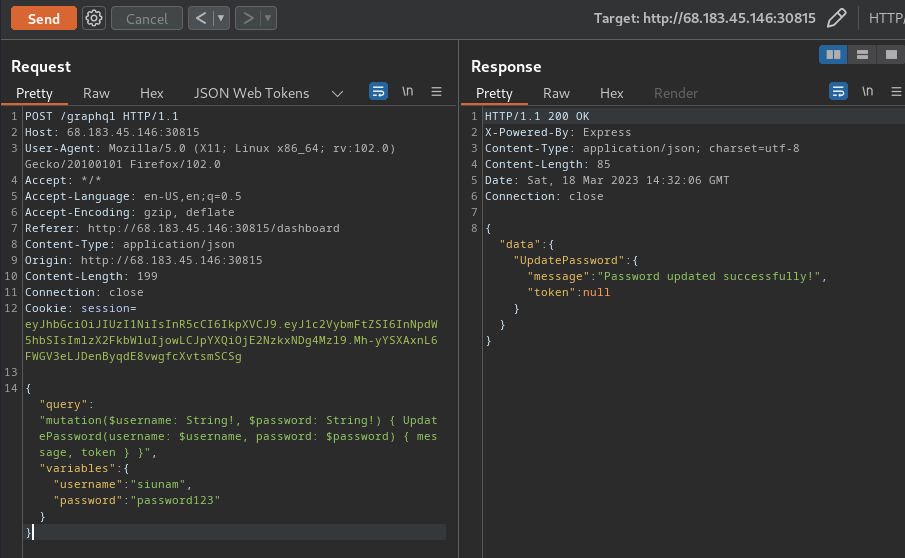 Send
Cancel
< ▾
> ▾
Target: http://68.183.45.146:30815
HTTP/
Request
Pretty Raw Hex JSON Web Tokens \n
1 POST /graphql HTTP/1.1
2 Host: 68.183.45.146:30815
3 User-Agent: Mozilla/5.0 (X11; Linux x86_64; rv:102.0)
Gecko/20100101 Firefox/102.0
4 Accept: */*
5 Accept-Language: en-US,en;q=0.5
6 Accept-Encoding: gzip, deflate
7 Referer: http://68.183.45.146:30815/dashboard
8 Content-Type: application/json
9 Origin: http://68.183.45.146:30815
10 Content-Length: 199
11 Connection: close
12 Cookie: session=
eyJhbGciOiJIUzI1NiIsInR5cCI6IkpXVCJ9.eyJ1c2VybmFtZSI6InNpdW
5hbSIsImlzX2FkbWluIjowLCJpYXQiOjE2NzkxNDg4Mzl9.Mh-yYSXAxnL6
FWGV3eLJDenByqdE8vwgfcXvtsmSCSg
13
14 {
"query":
"mutation($username: String!, $password: String!) { Updat
ePassword(username: $username, password: $password) { mes
sage, token } }",
"variables":{
"username":"siunam",
"password":"password123"
}
}
Response
Pretty Raw Hex Render \n
1 HTTP/1.1 200 OK
2 X-Powered-By: Express
3 Content-Type: application/json; charset=utf-8
4 Content-Length: 85
5 Date: Sat, 18 Mar 2023 14:32:06 GMT
6 Connection: close
7
8 {
"data":{
"UpdatePassword":{
"message":"Password updated successfully!",
"token":null
}
}
}